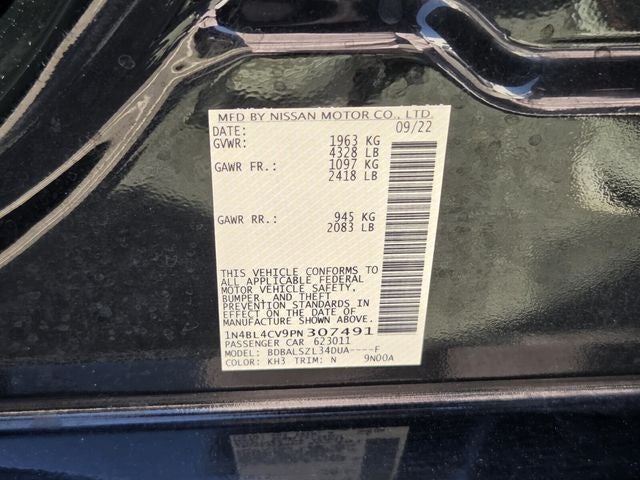 MFD BY NISSAN MOTOR CO., LTD.
DATE: 09/22
GVWR: 1963 KG
4328 LB
GAWR FR.: 1097 KG
2418 LB
GAWR RR.: 945 KG
2083 LB
THIS VEHICLE CONFORMS TO
ALL APPLICABLE FEDERAL
MOTOR VEHICLE SAFETY,
BUMPER, AND THEFT
PREVENTION STANDARDS IN
EFFECT ON THE DATE OF
MANUFACTURE SHOWN ABOVE.
1N4BL4CV9PN307491
PASSENGER CAR 623011
MODEL: BDBALSZL34DUA----F
COLOR: KH3 TRIM: N 9N00A